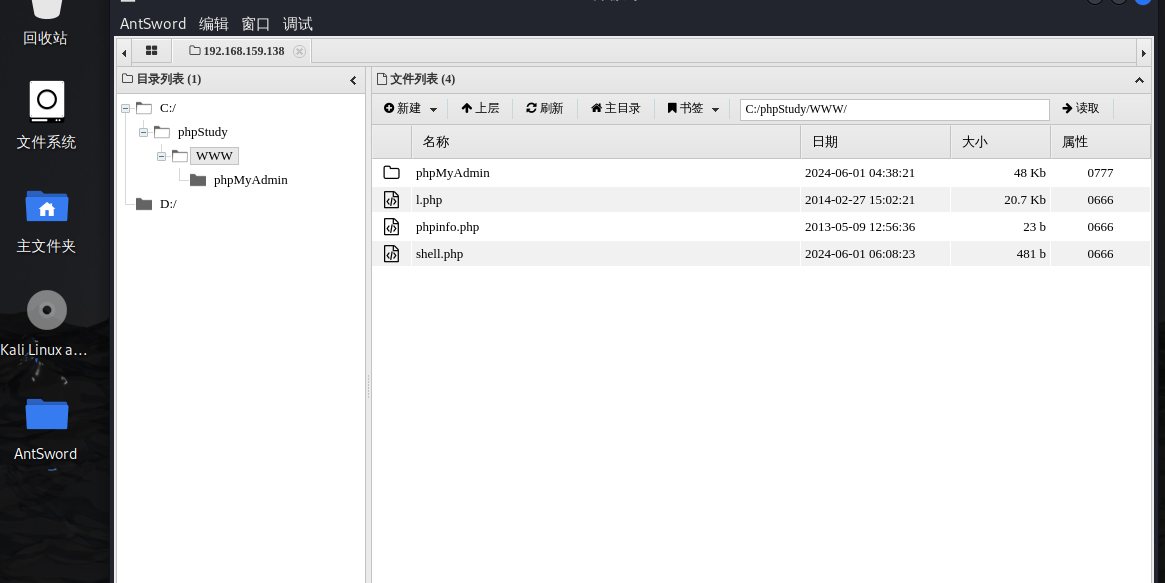 回收站
文件系统
主文件夹
Kali Linux a…
AntSword
AntSword 编辑 窗口 调试
192.168.159.138
目录列表 (1)
C:/
phpStudy
WWW
phpMyAdmin
D:/
文件列表 (4)
新建 上层 刷新 主目录 书签 C:/phpStudy/WWW/ 读取
名称 日期 大小 属性
phpMyAdmin 2024-06-01 04:38:21 48 Kb 0777
l.php 2014-02-27 15:02:21 20.7 Kb 0666
phpinfo.php 2013-05-09 12:56:36 23 b 0666
shell.php 2024-06-01 06:08:23 481 b 0666